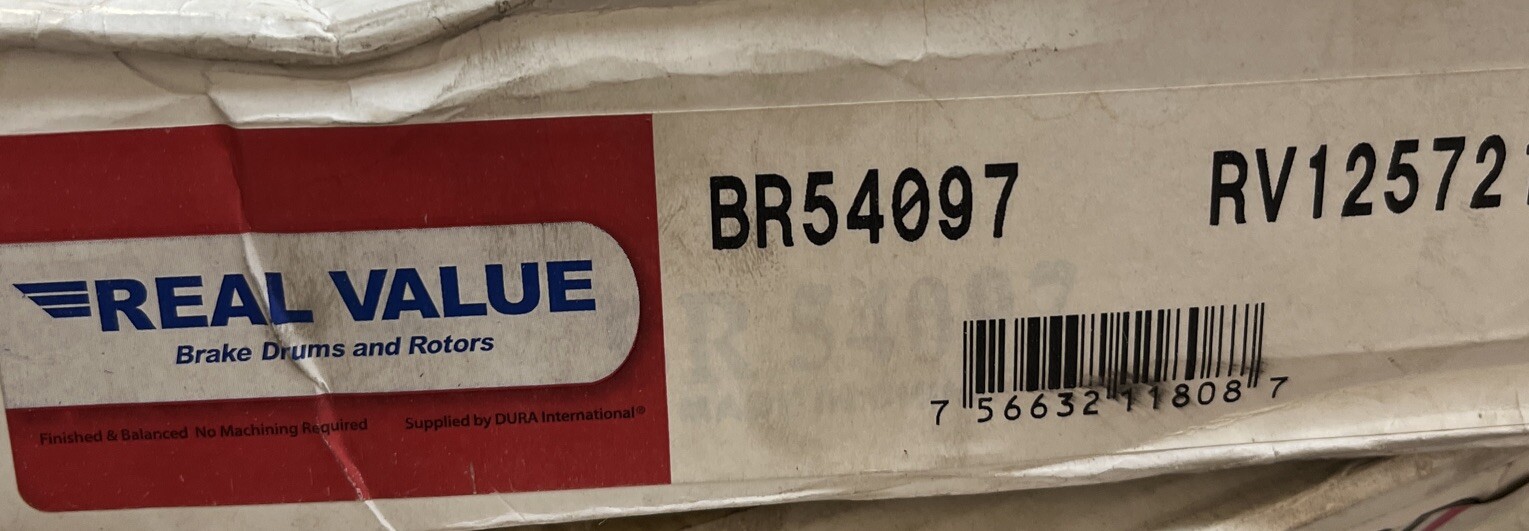 BR54097 RV12572
REAL VALUE
Brake Drums and Rotors
7 56632 11808 7
Finished & Balanced No Machining Required Supplied by DURA International®